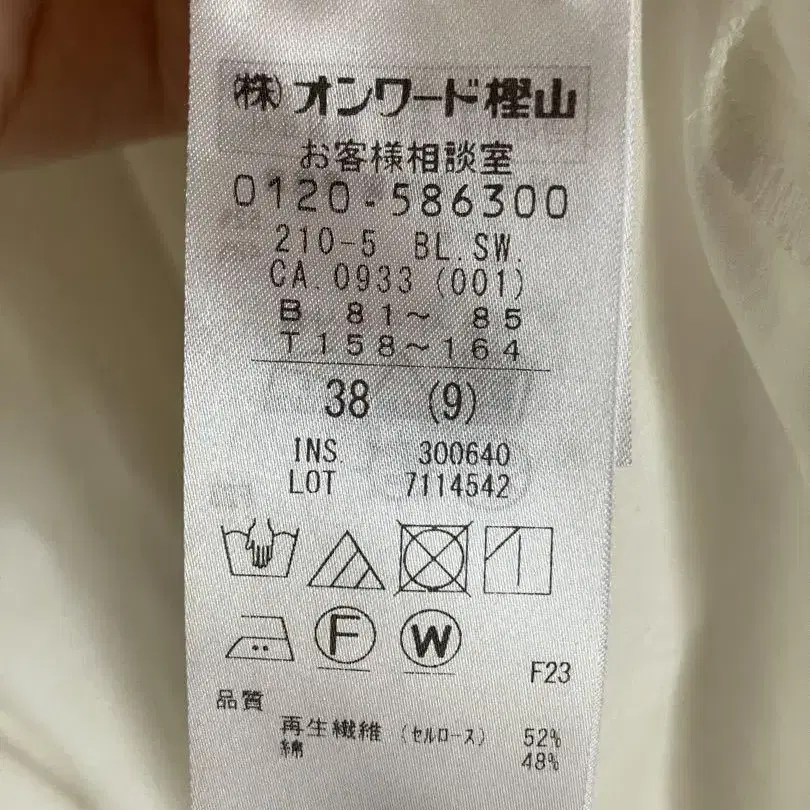 (株)オンワード樫山
お客様相談室
0120-586300
210-5 BL.SW.
CA.0933 (001)
B 81～ 85
T158～164
38 (9)
INS. 300640
LOT 7114542
F W
F23
品質
再生繊維 (セルロース) 52%
綿 48%